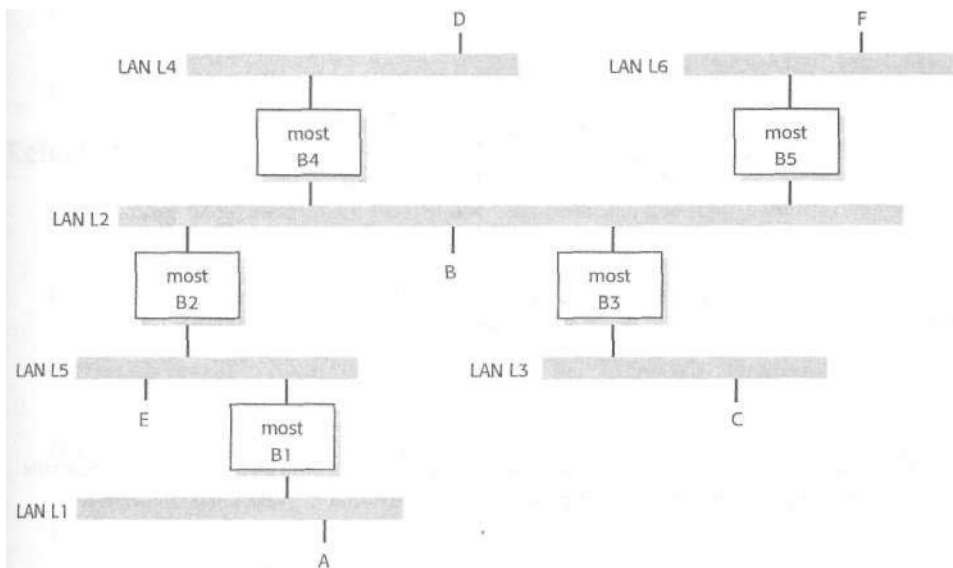 D
F
LAN L4
LAN L6
most
B4
most
B5
LAN L2
B
most
B2
most
B3
LAN L5
LAN L3
E
C
most
B1
LAN L1
A